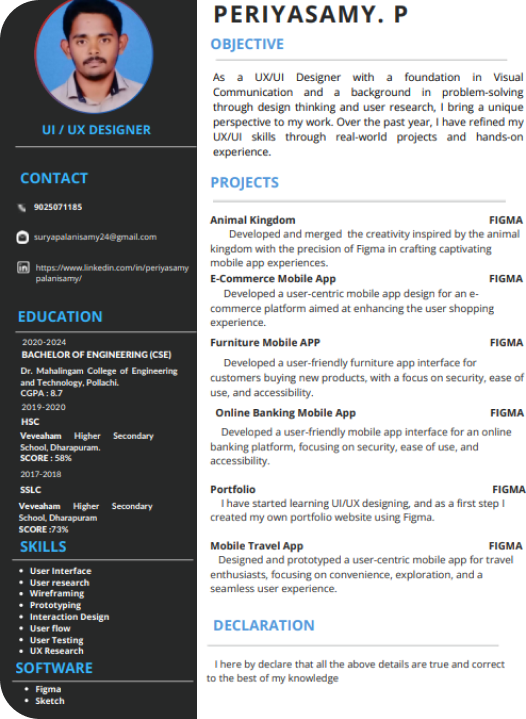 PERIYASAMY. P
OBJECTIVE
As a UX/UI Designer with a foundation in Visual
Communication and a background in problem-solving
through design thinking and user research, I bring a unique
perspective to my work. Over the past year, I have refined my
UX/UI skills through real-world projects and hands-on
experience.
PROJECTS
Animal Kingdom FIGMA
Developed and merged the creativity inspired by the animal
kingdom with the precision of Figma in crafting captivating
mobile app experiences.
E-Commerce Mobile App FIGMA
Developed a user-centric mobile app design for an e-
commerce platform aimed at enhancing the user shopping
experience.
Furniture Mobile APP FIGMA
Developed a user-friendly furniture app interface for
customers buying new products, with a focus on security, ease of
use, and accessibility.
Online Banking Mobile App FIGMA
Developed a user-friendly mobile app interface for an online
banking platform, focusing on security, ease of use, and
accessibility.
Portfolio FIGMA
I have started learning UI/UX designing, and as a first step I
created my own portfolio website using Figma.
Mobile Travel App FIGMA
Designed and prototyped a user-centric mobile app for travel
enthusiasts, focusing on convenience, exploration, and a
seamless user experience.
DECLARATION
I here by declare that all the above details are true and correct
to the best of my knowledge
UI / UX DESIGNER
CONTACT
9025071185
suryapalanisamy24@gmail.com
https://www.linkedin.com/in/periyasamy
palanisamy/
EDUCATION
2020-2024
BACHELOR OF ENGINEERING (CSE)
Dr. Mahalingam College of Engineering
and Technology, Pollachi.
CGPA : 8.7
2019-2020
HSC
Veveaham Higher Secondary
School, Dharapuram.
SCORE : 58%
2017-2018
SSLC
Veveaham Higher Secondary
School, Dharapuram
SCORE :73%
SKILLS
• User Interface
• User research
• Wireframing
• Prototyping
• Interaction Design
• User flow
• User Testing
• UX Research
SOFTWARE
• Figma
• Sketch